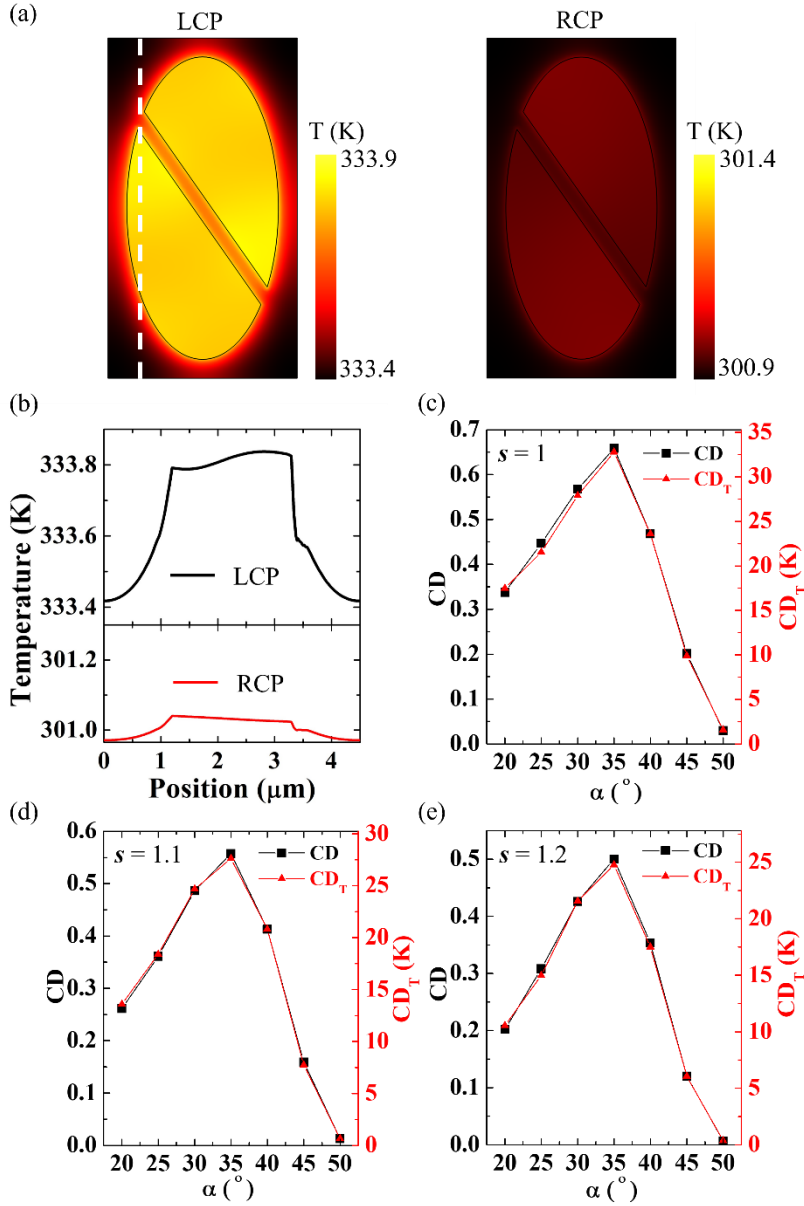 (a)
LCP
RCP
T (K)
333.9
333.4
T (K)
301.4
300.9
(b)
Temperature (K)
333.8
333.6
333.4
301.2
301.0
LCP
RCP
0 1 2 3 4
Position (μm)
(c)
s = 1
CD
CD_T
CD
0.7
0.6
0.5
0.4
0.3
0.2
0.1
0.0
35
30
25
20
15
10
5
0
CD_T (K)
20 25 30 35 40 45 50
α (°)
(d)
s = 1.1
CD
CD_T
CD
0.6
0.5
0.4
0.3
0.2
0.1
0.0
30
25
20
15
10
5
0
CD_T (K)
20 25 30 35 40 45 50
α (°)
(e)
s = 1.2
CD
CD_T
CD
0.5
0.4
0.3
0.2
0.1
0.0
25
20
15
10
5
0
CD_T (K)
20 25 30 35 40 45 50
α (°)